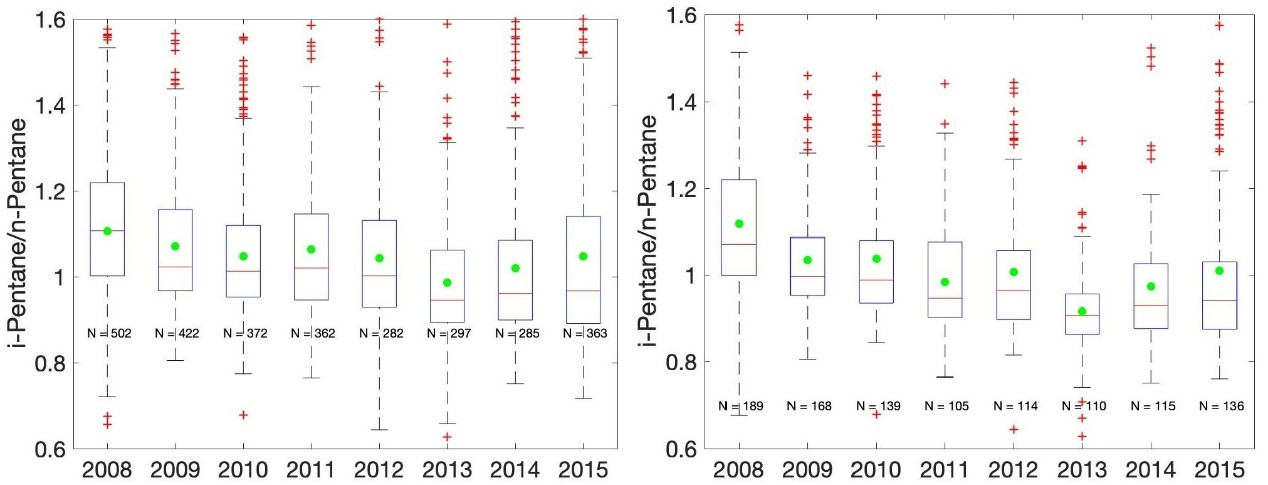 i-Pentane/n-Pentane
1.6
1.4
1.2
1
0.8
0.6
N = 502
N = 422
N = 372
N = 362
N = 282
N = 297
N = 285
N = 363
2008 2009 2010 2011 2012 2013 2014 2015
i-Pentane/n-Pentane
1.6
1.4
1.2
1
0.8
0.6
N = 189
N = 168
N = 139
N = 105
N = 114
N = 110
N = 115
N = 136
2008 2009 2010 2011 2012 2013 2014 2015